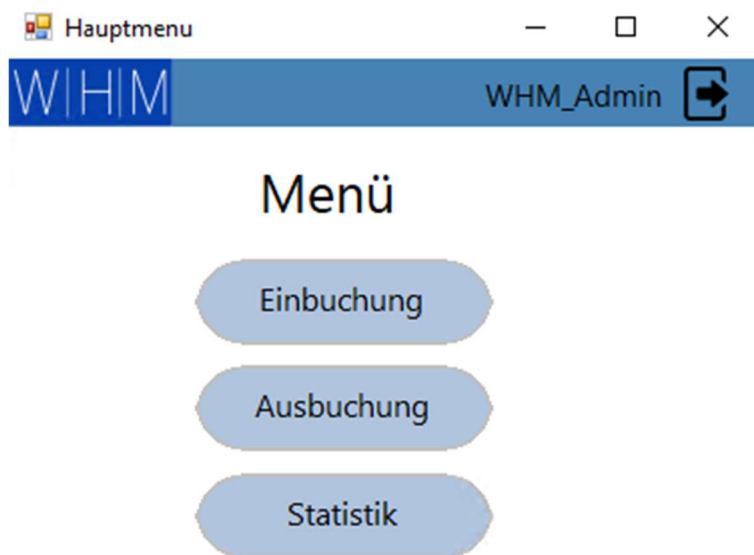 Hauptmenu
W|H|M
WHM_Admin
Menü
Einbuchung
Ausbuchung
Statistik